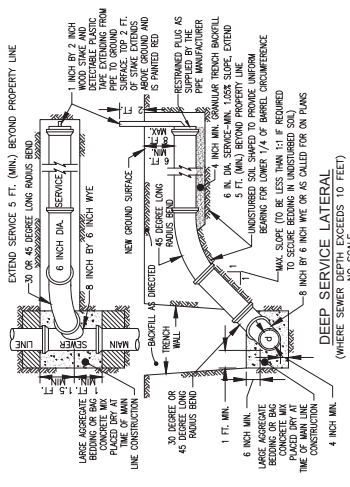 EXTEND SERVICE 5 FT. (MIN.) BEYOND PROPERTY LINE
30 OR 45 DEGREE LONG RADIUS BEND
6 INCH DIA.
SERVICE
8 INCH BY 6 INCH WYE
LINE
SEWER
MAIN
1 FT.
MIN.
1.5 FT.
MIN.
LARGE AGGREGATE
BEDDING OR BAG
CONCRETE MIX
PLACED DRY AT
TIME OF MAIN
LINE CONSTRUCTION
1 INCH BY 2 INCH
WOOD STAKE AND
DETECTABLE PLASTIC
TAPE EXTENDING FROM
PIPE TO GROUND
SURFACE. TOP 2 FT.
OF STAKE EXTENDS
ABOVE GROUND AND
IS PAINTED RED
NEW GROUND SURFACE
45 DEGREE LONG
RADIUS BEND
2 FT.
8 FT.
MAX.
6 FT.
MIN.
RESTRAINED PLUG AS
SUPPLIED BY THE
PIPE MANUFACTURER
4 INCH MIN. GRANULAR TRENCH BACKFILL
6 IN. DIA. SERVICE-MIN. 1.05% SLOPE, EXTEND
5 FT. (MIN.) BEYOND PROPERTY LINE
UNDISTURBED SOIL SHAPED TO PROVIDE UNIFORM
BEARING FOR LOWER 1/4 OF BARREL CIRCUMFERENCE
BACKFILL AS DIRECTED
TRENCH
WALL
30 DEGREE OR
45 DEGREE LONG
RADIUS BEND
1
1
MAX. SLOPE (TO BE LESS THAN 1:1 IF REQUIRED
TO SECURE BEDDING IN UNDISTURBED SOIL)
8 INCH BY 6 INCH WYE OR AS CALLED FOR ON PLANS
d
1 FT. MIN.
6 INCH MIN.
LARGE AGGREGATE
BEDDING OR BAG
CONCRETE MIX
PLACED DRY AT
TIME OF MAIN LINE
CONSTRUCTION
4 INCH MIN.
DEEP SERVICE LATERAL
(WHERE SEWER DEPTH EXCEEDS 10 FEET)